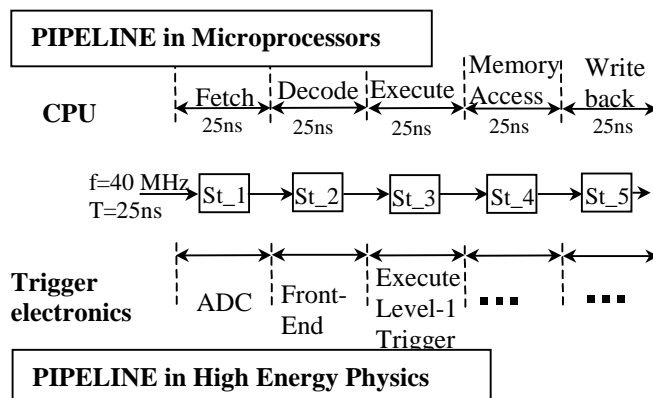 PIPELINE in Microprocessors
CPU
Fetch
Decode
Execute
Memory
Access
Write
back
25ns
25ns
25ns
25ns
25ns
f=40 MHz
T=25ns
St_1
St_2
St_3
St_4
St_5
Trigger
electronics
ADC
Front-
End
Execute
Level-1
Trigger
...
...
PIPELINE in High Energy Physics